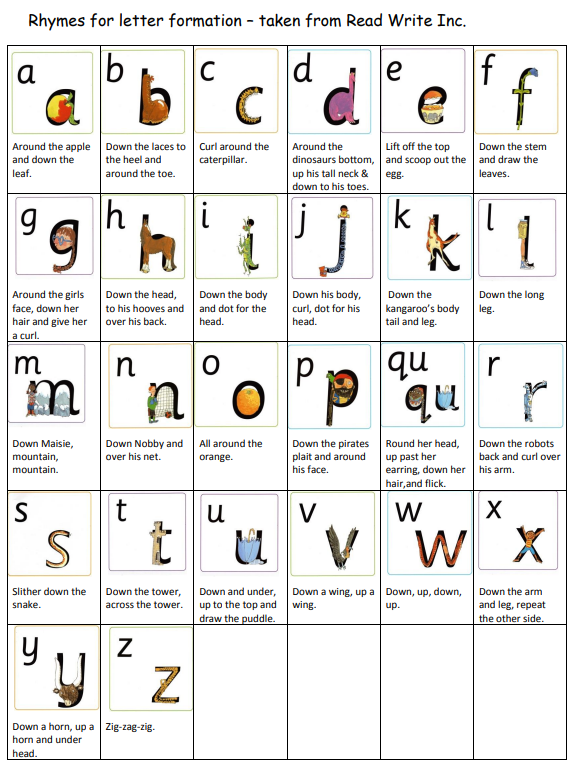 Rhymes for letter formation – taken from Read Write Inc.
a
Around the apple
and down the
leaf.
b
Down the laces to
the heel and
around the toe.
c
Curl around the
caterpillar.
d
Around the
dinosaurs bottom,
up his tall neck &
down to his toes.
e
Lift off the top
and scoop out the
egg.
f
Down the stem
and draw the
leaves.
g
Around the girls
face, down her
hair and give her
a curl.
h
Down the head,
to his hooves and
over his back.
i
Down the body
and dot for the
head.
j
Down his body,
curl, dot for his
head.
k
Down the
kangaroo's body
tail and leg.
l
Down the long
leg.
m
Down Maisie,
mountain,
mountain.
n
Down Nobby and
over his net.
o
All around the
orange.
p
Down the pirates
plait and around
his face.
qu
Round her head,
up past her
earring, down her
hair,and flick.
r
Down the robots
back and curl over
his arm.
s
Slither down the
snake.
t
Down the tower,
across the tower.
u
Down and under,
up to the top and
draw the puddle.
v
Down a wing, up a
wing.
w
Down, up, down,
up.
x
Down the arm
and leg, repeat
the other side.
y
Down a horn, up a
horn and under
head.
z
Zig-zag-zig.